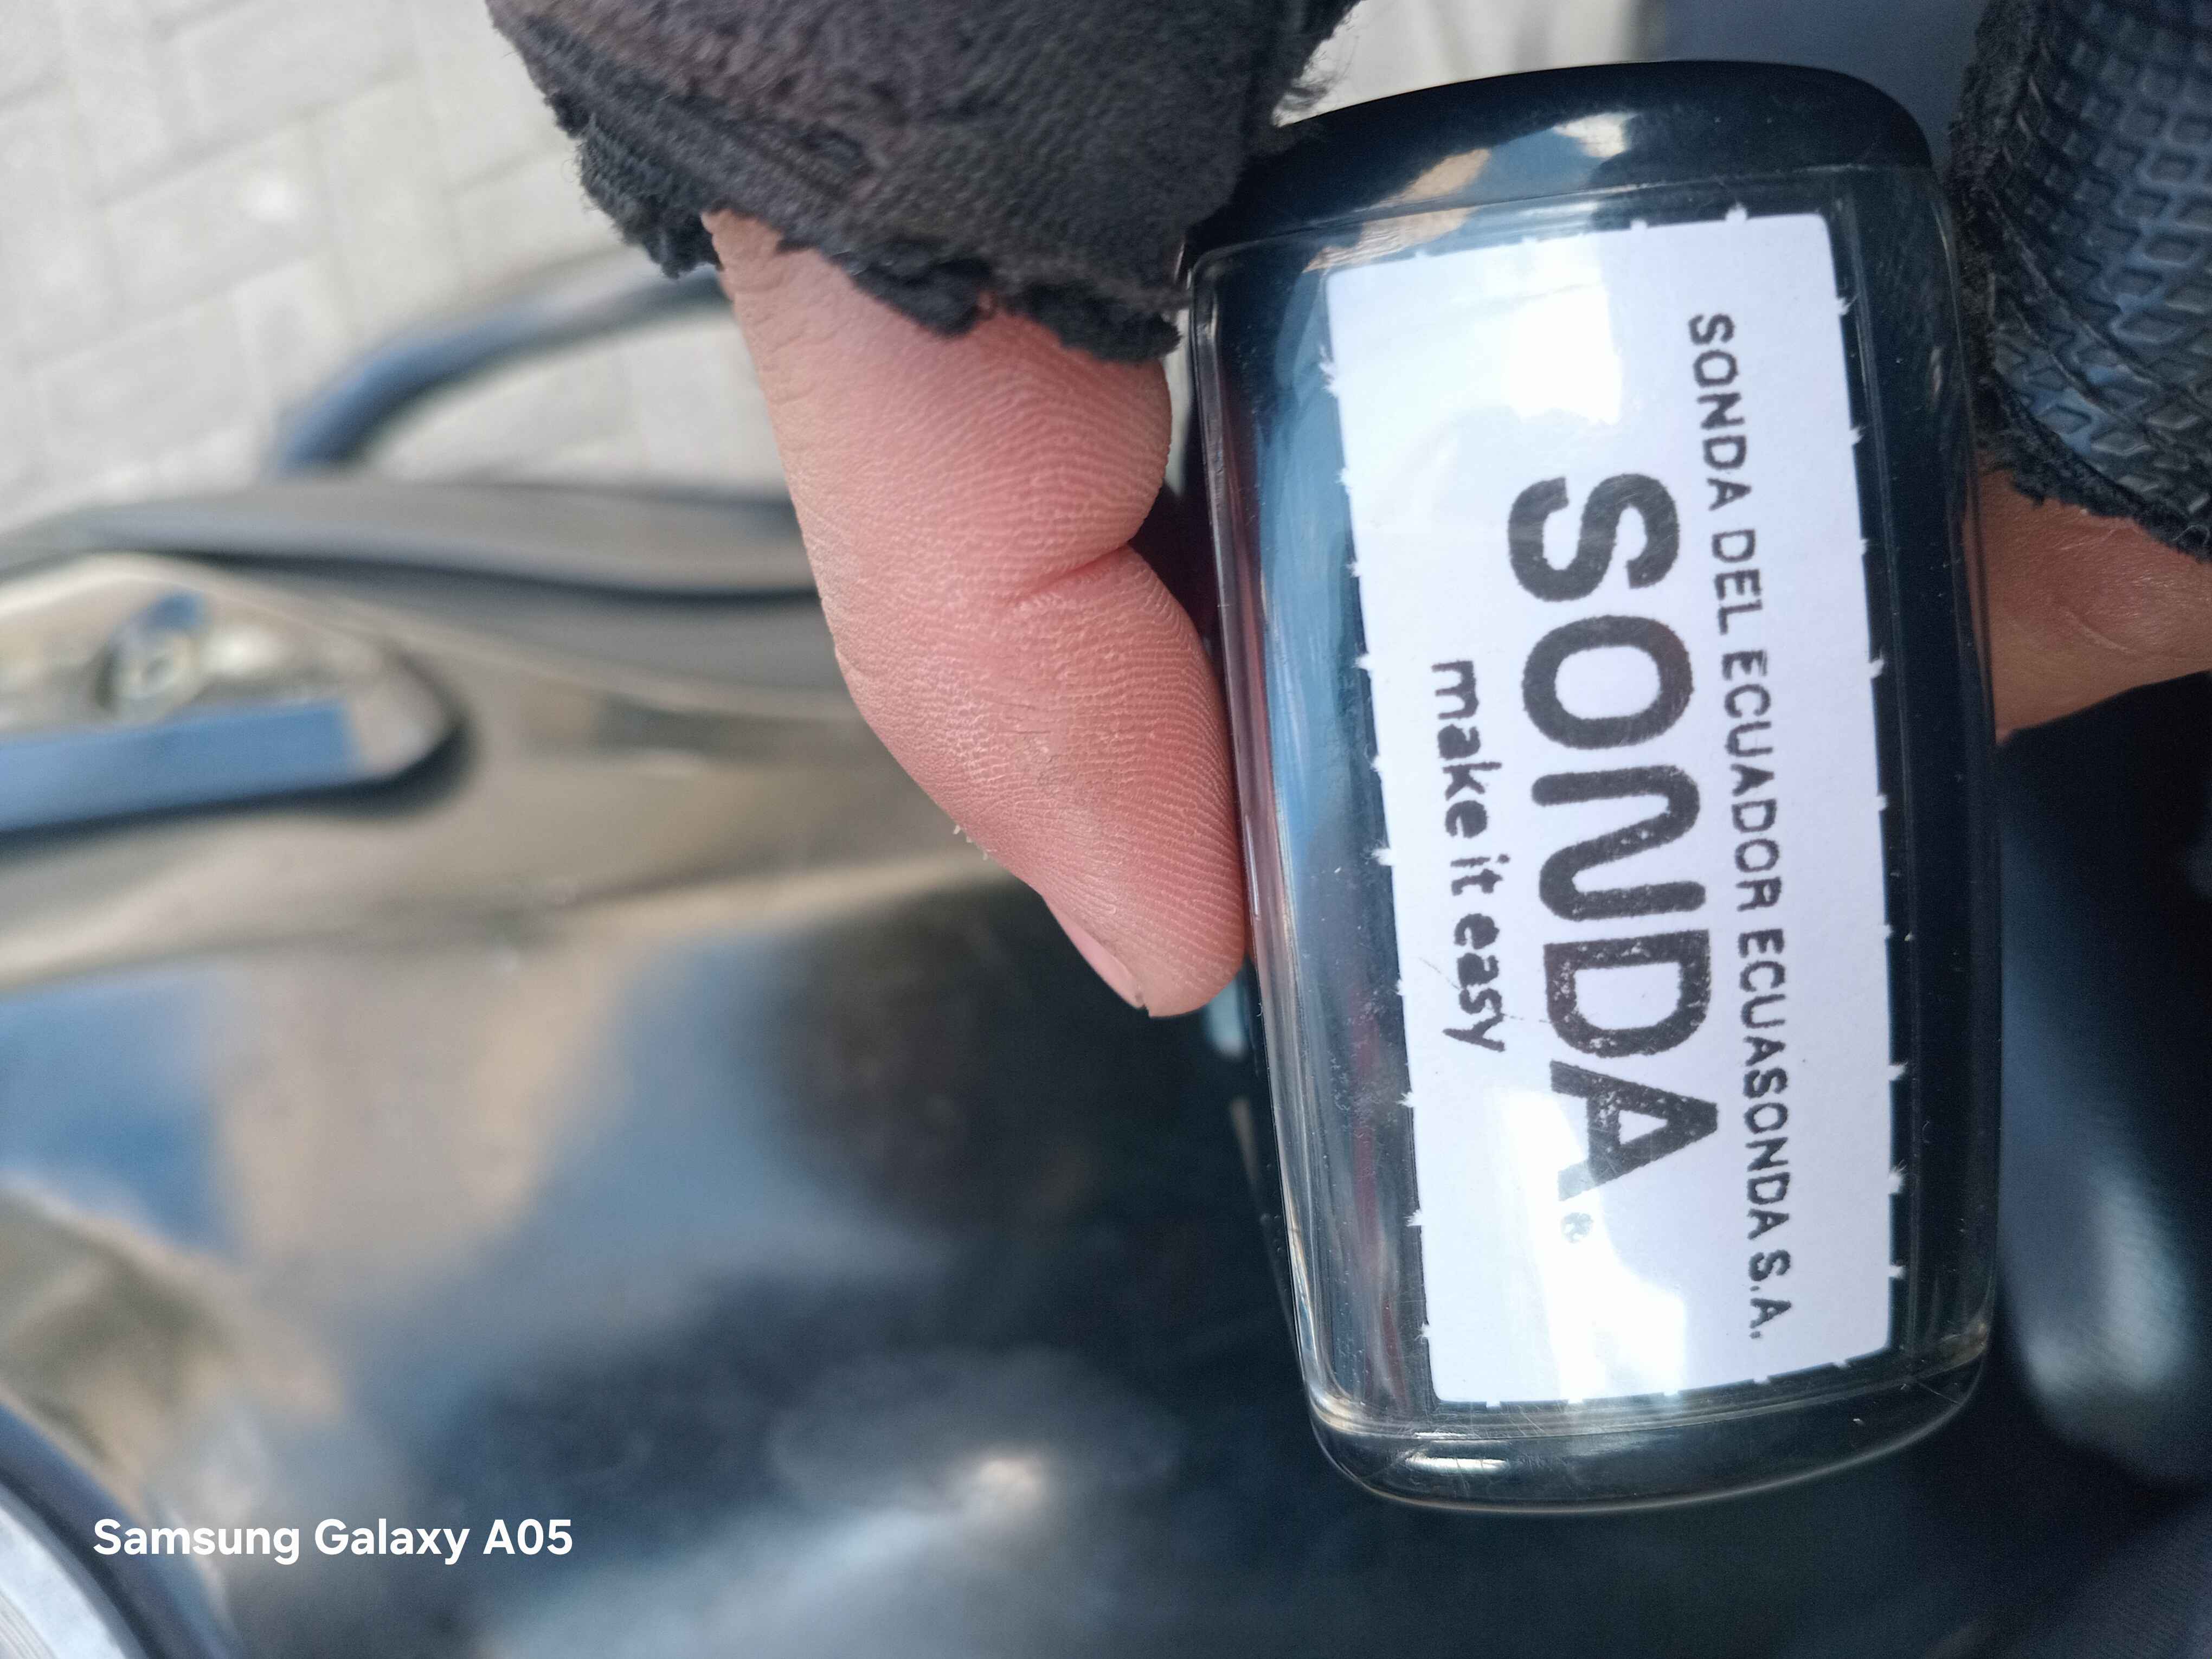 SONDA DEL ECUADOR ECUASONDA S.A.
SONDA®
make it easy
Samsung Galaxy A05